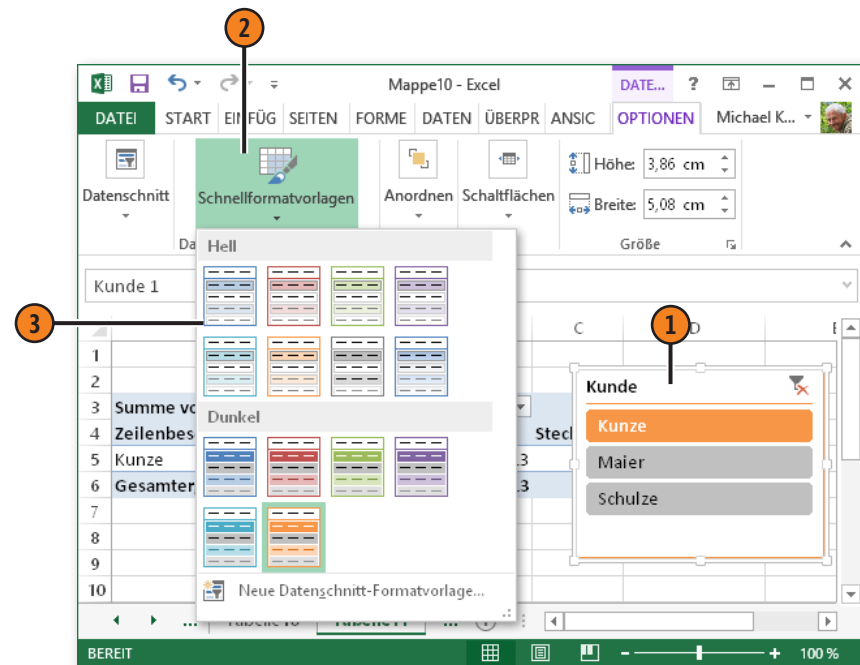 2
Mappe10 - Excel
DATE... ?
DATEI START EINFÜG SEITEN FORME DATEN ÜBERPR ANSIC OPTIONEN Michael K...
Datenschnitt
Schnellformatvorlagen
Anordnen
Schaltflächen
Höhe: 3,86 cm
Breite: 5,08 cm
Größe
Hell
Kunde 1
3
1
C D
1
2
3 Summe vo
4 Zeilenbes Stecl
5 Kunze 13
6 Gesamter
7
8
9
10
Kunde
Kunze
Maier
Schulze
Dunkel
Neue Datenschnitt-Formatvorlage...
...
BEREIT
- + 100 %